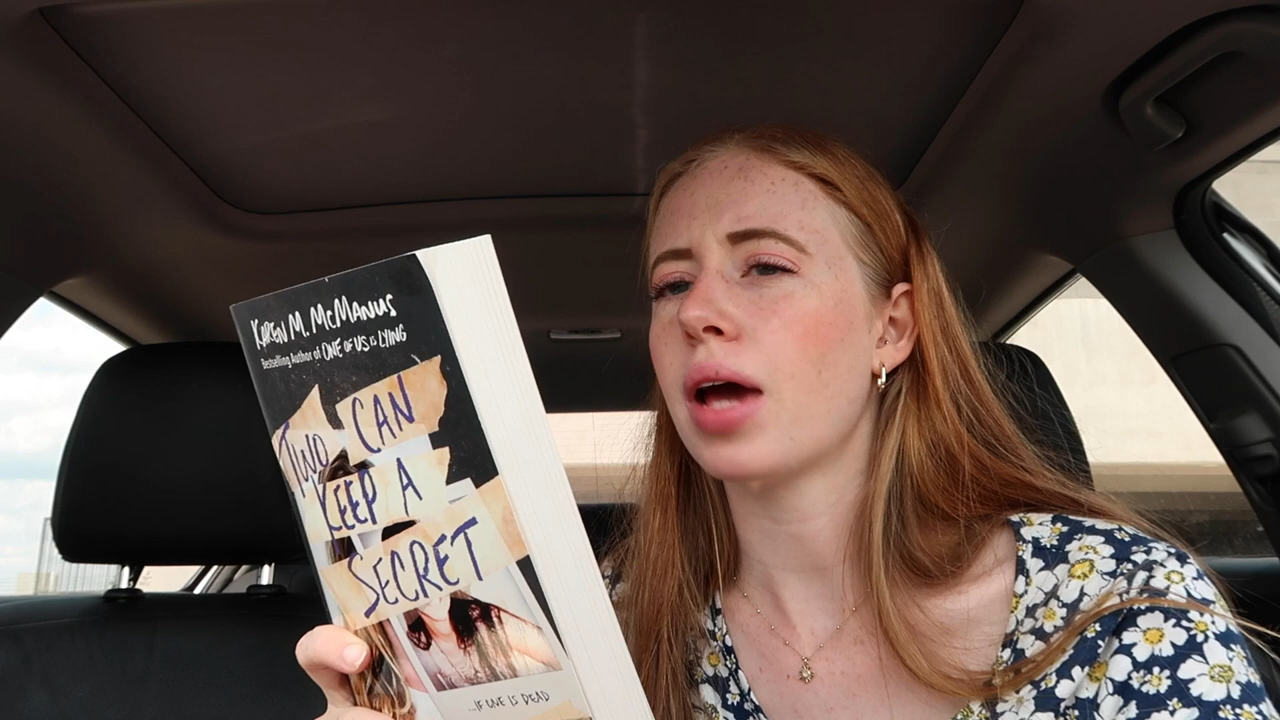 KAREN M. MCMANUS
Bestselling Author of ONE OF US IS LYING
TWO CAN
KEEP A
SECRET
...IF ONE IS DEAD